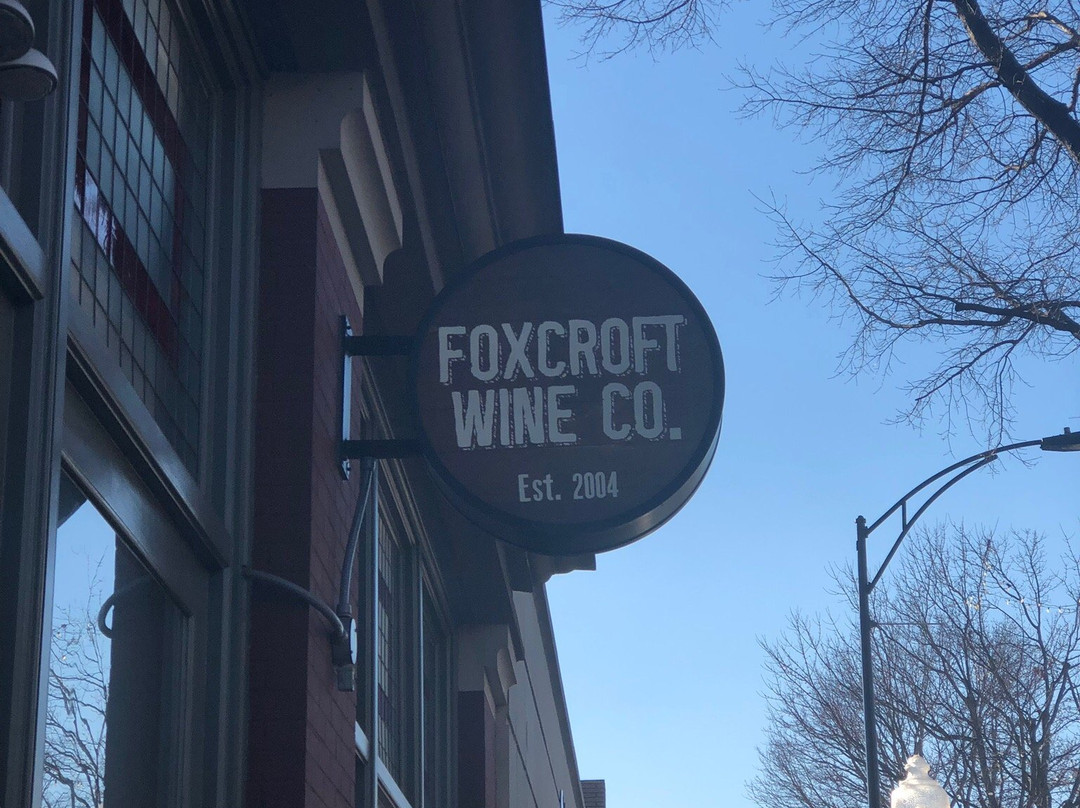 FOXCROFT
WINE CO.
Est. 2004